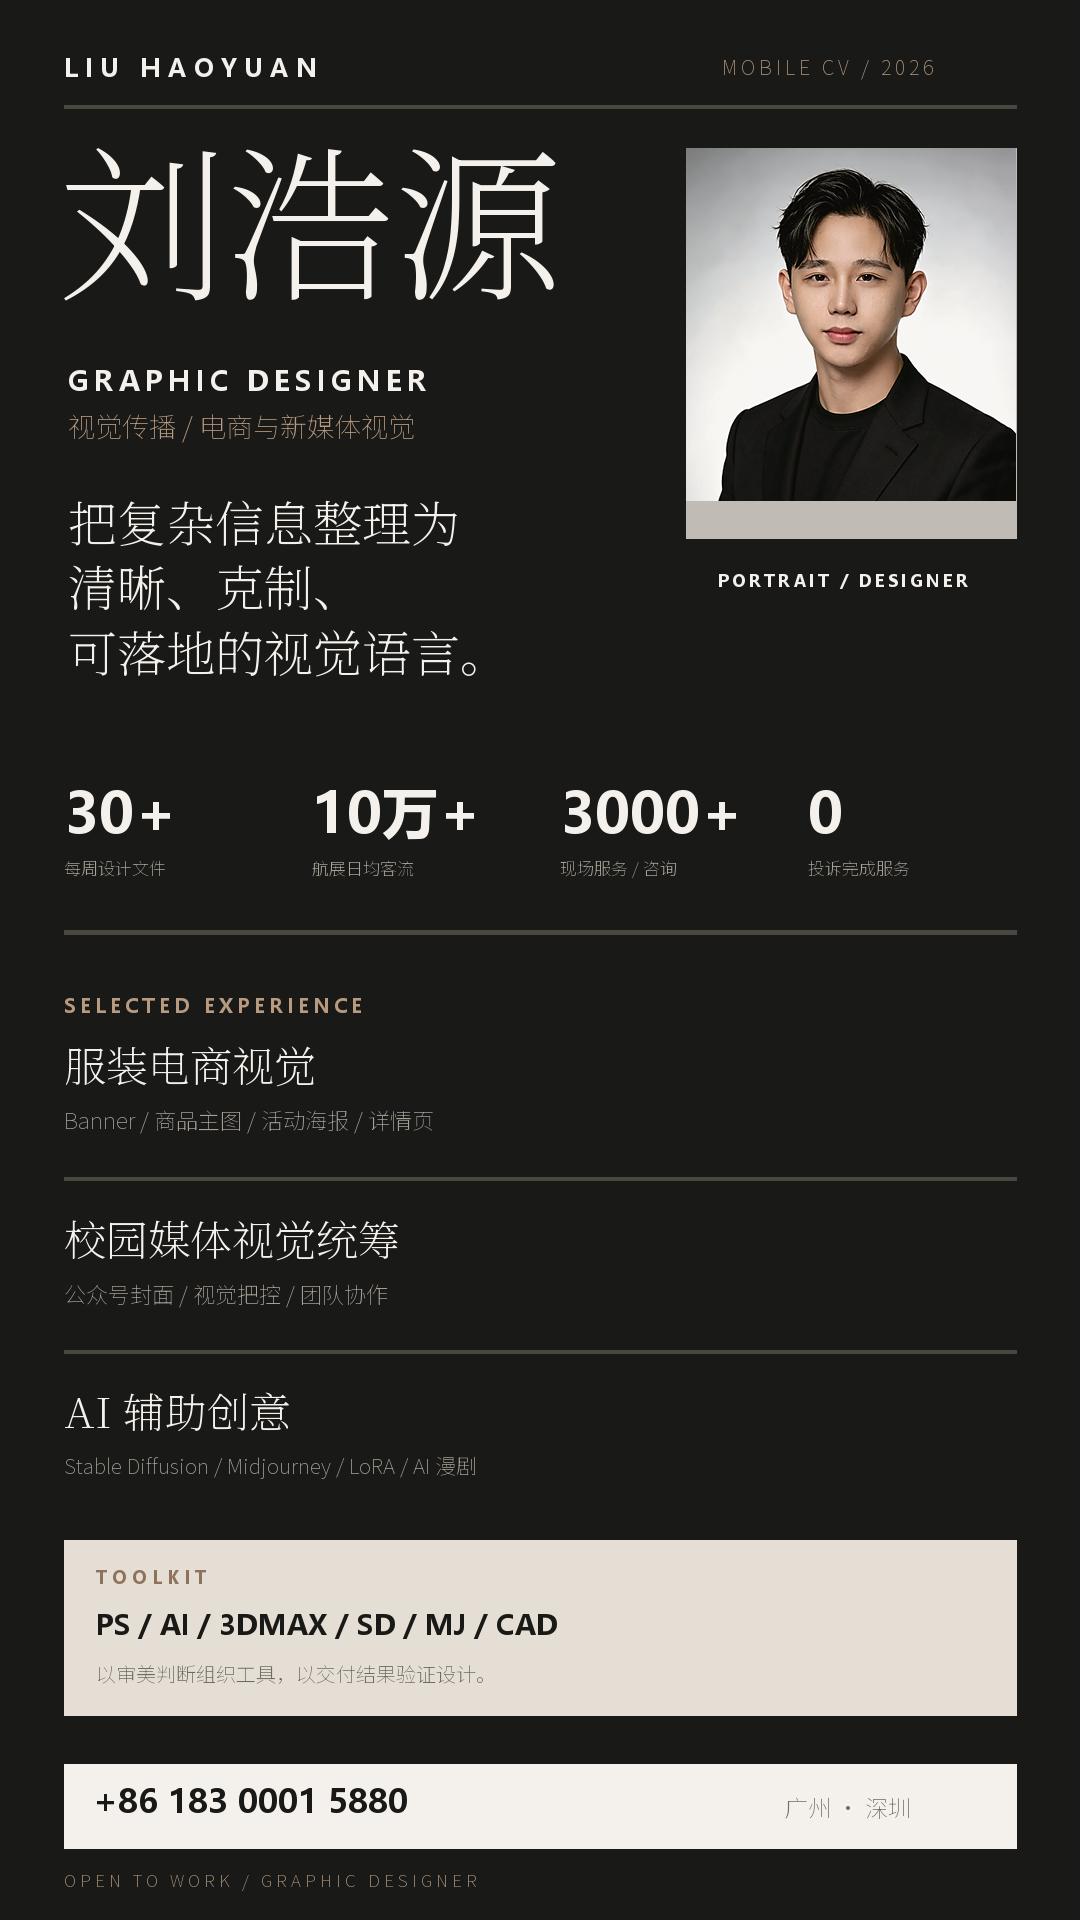 LIU HAOYUAN
MOBILE CV / 2026
刘浩源
GRAPHIC DESIGNER
视觉传播 / 电商与新媒体视觉
把复杂信息整理为
清晰、克制、
可落地的视觉语言。
PORTRAIT / DESIGNER
30+
10万+
3000+
0
每周设计文件
航展日均客流
现场服务 / 咨询
投诉完成服务
SELECTED EXPERIENCE
服装电商视觉
Banner / 商品主图 / 活动海报 / 详情页
校园媒体视觉统筹
公众号封面 / 视觉把控 / 团队协作
AI 辅助创意
Stable Diffusion / Midjourney / LoRA / AI 漫剧
TOOLKIT
PS / AI / 3DMAX / SD / MJ / CAD
以审美判断组织工具，以交付结果验证设计。
+86 183 0001 5880
广州 · 深圳
OPEN TO WORK / GRAPHIC DESIGNER